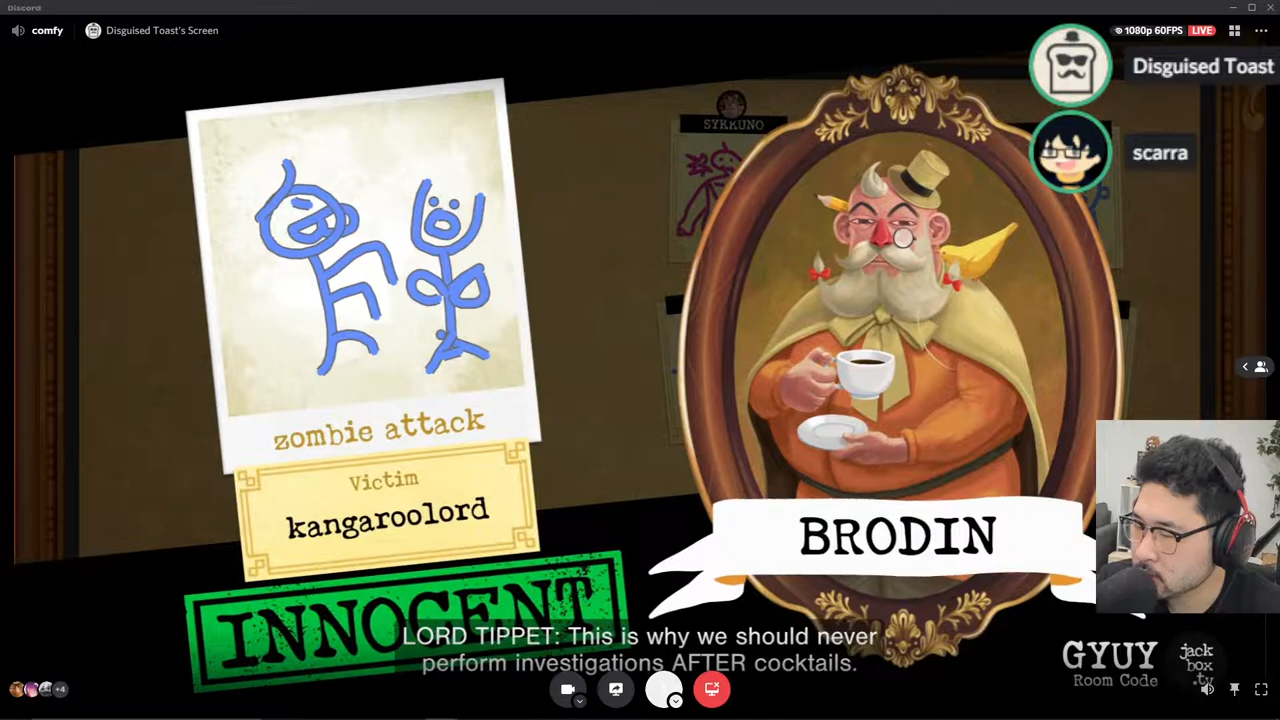 Discord
comfy
Disguised Toast's Screen
1080p 60FPS
LIVE
Disguised Toast
SYKKUNO
scarra
zombie attack
Victim
kangaroolord
BRODIN
INNOCENT
LORD TIPPET: This is why we should never
perform investigations AFTER cocktails.
GYUY
Room Code
jack
box
.tv
+4